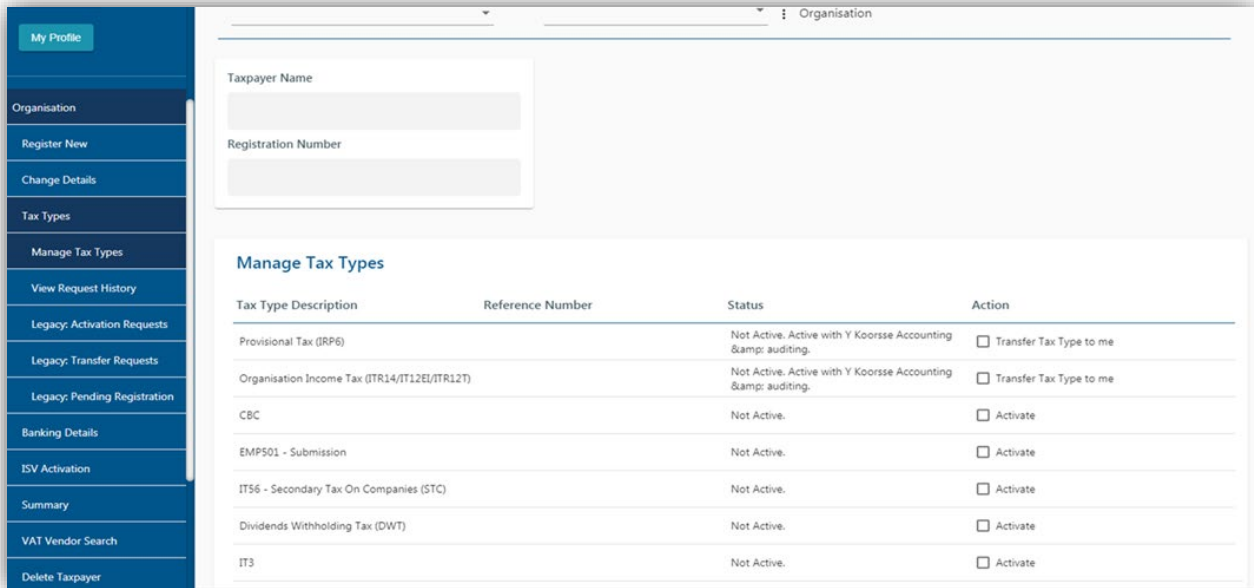 Organisation
My Profile
Organisation
Register New
Change Details
Tax Types
Manage Tax Types
View Request History
Legacy: Activation Requests
Legacy: Transfer Requests
Legacy: Pending Registration
Banking Details
ISV Activation
Summary
VAT Vendor Search
Delete Taxpayer
Taxpayer Name
Registration Number
Manage Tax Types
Tax Type Description Reference Number Status Action
Provisional Tax (IRP6) Not Active. Active with Y Koorsse Accounting &amp; auditing. Transfer Tax Type to me
Organisation Income Tax (ITR14/IT12EI/ITR12T) Not Active. Active with Y Koorsse Accounting &amp; auditing. Transfer Tax Type to me
CBC Not Active. Activate
EMP501 - Submission Not Active. Activate
IT56 - Secondary Tax On Companies (STC) Not Active. Activate
Dividends Withholding Tax (DWT) Not Active. Activate
IT3 Not Active. Activate